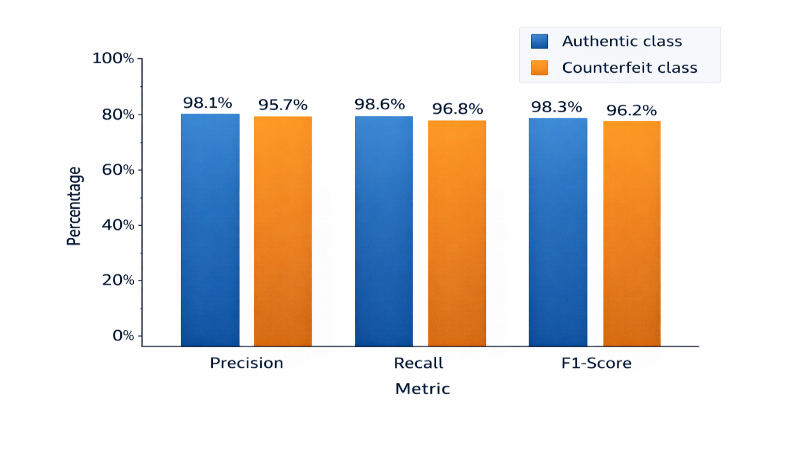 Authentic class
Counterfeit class
100%
80%
60%
40%
20%
0%
Percenıtage
98.1%
95.7%
98.6%
96.8%
98.3%
96.2%
Precision
Recall
F1-Score
Metric